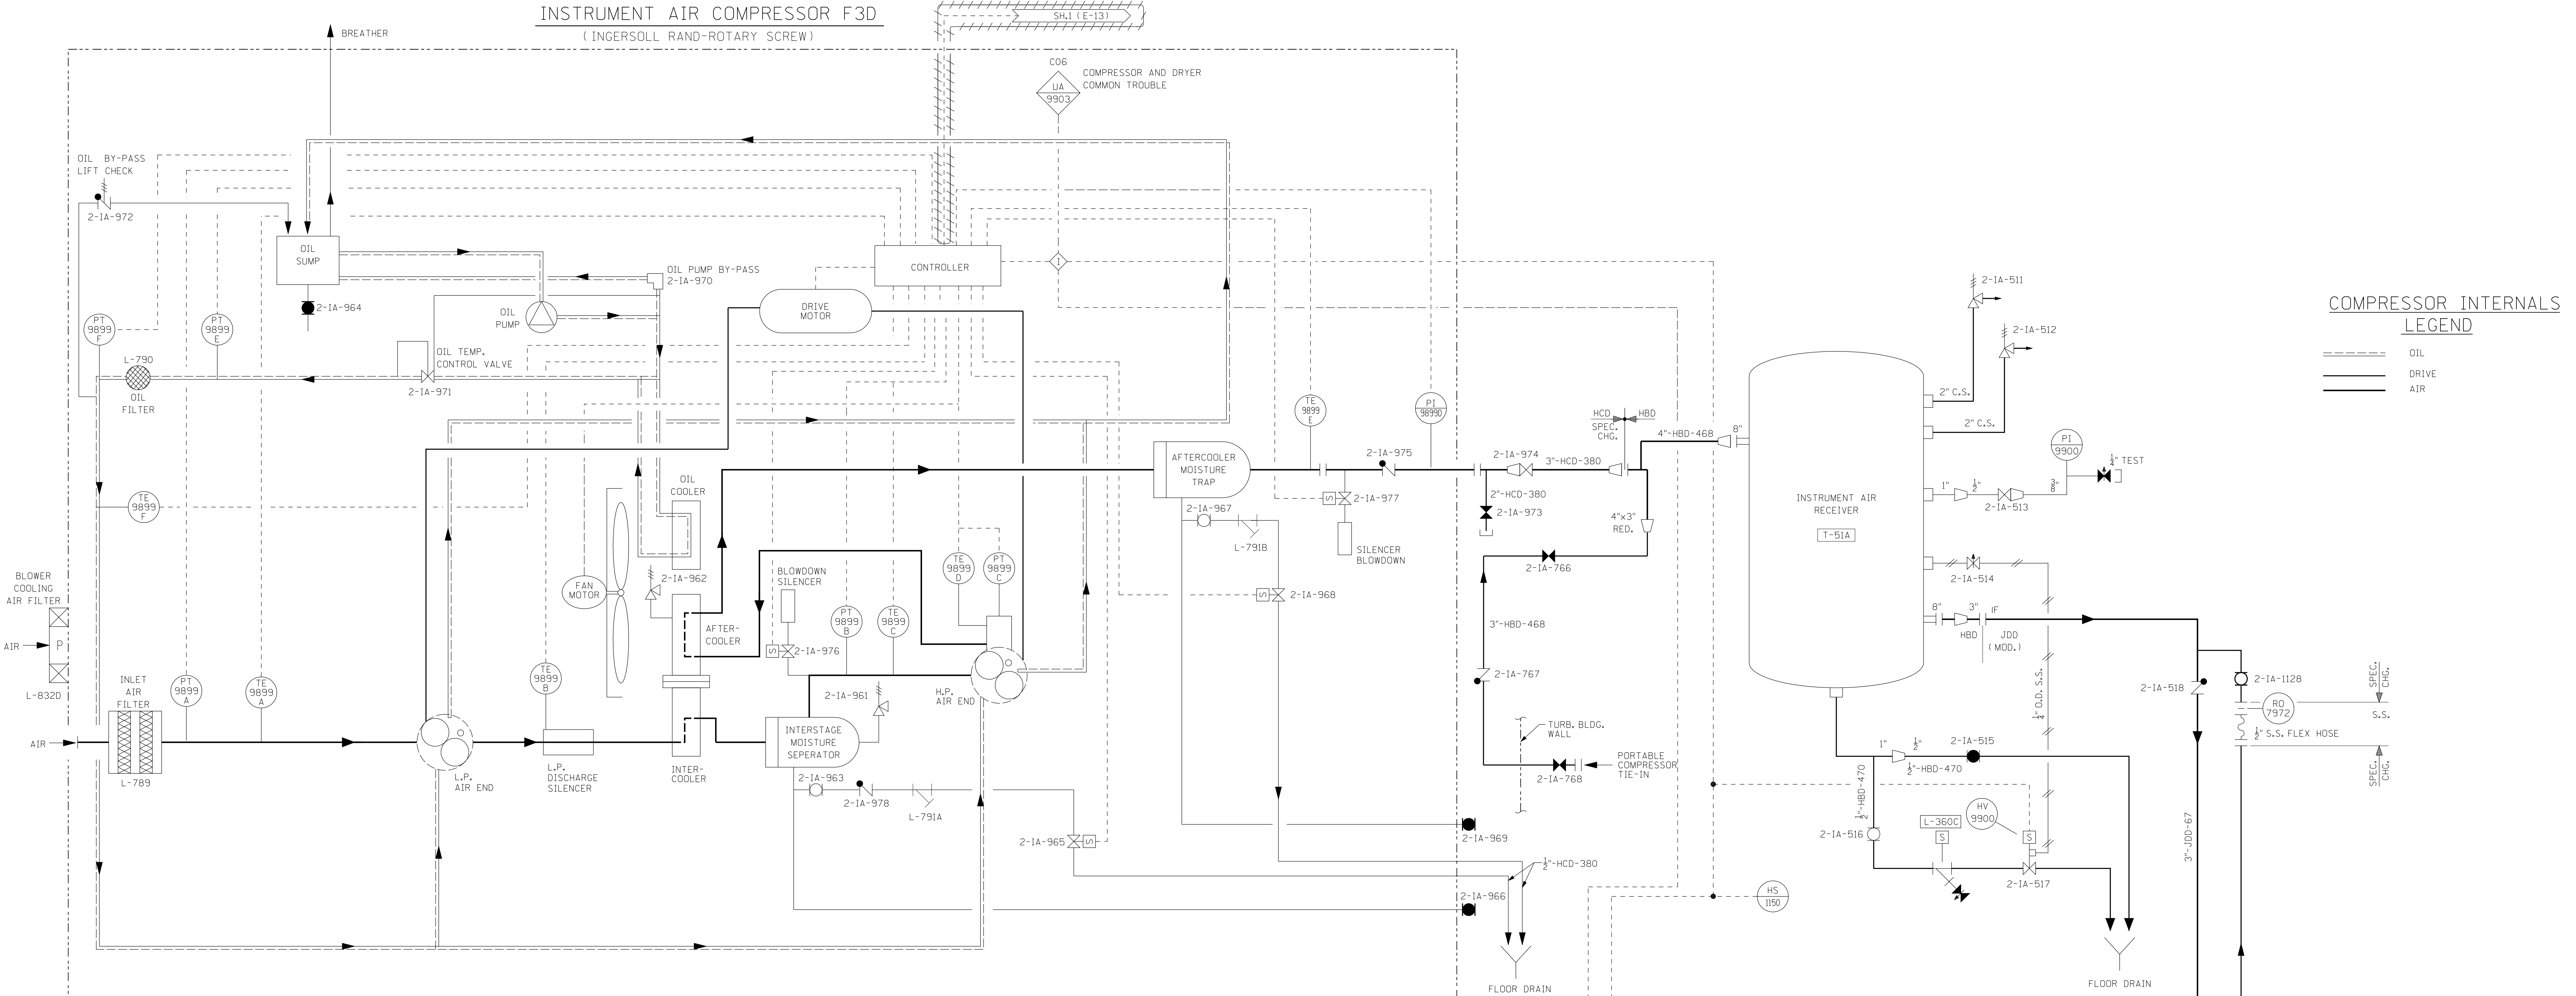 INSTRUMENT AIR COMPRESSOR F3D
(INGERSOLL RAND-ROTARY SCREW)
SH.1 (E-13)
BREATHER
CO6
UA
9903
COMPRESSOR AND DRYER
COMMON TROUBLE
OIL BY-PASS
LIFT CHECK
2-IA-972
OIL
SUMP
2-IA-964
OIL PUMP BY-PASS
2-IA-970
OIL
PUMP
CONTROLLER
I
DRIVE
MOTOR
PT
9899
F
PT
9899
E
L-790
OIL
FILTER
OIL TEMP.
CONTROL VALVE
2-IA-971
TE
9899
F
OIL
COOLER
FAN
MOTOR
2-IA-962
AFTER-
COOLER
BLOWDOWN
SILENCER
S
2-IA-976
PT
9899
B
TE
9899
C
TE
9899
D
PT
9899
C
H.P.
AIR END
BLOWER
COOLING
AIR FILTER
AIR
P
L-832D
INLET
AIR
FILTER
AIR
L-789
PT
9899
A
TE
9899
A
TE
9899
B
L.P.
AIR END
L.P.
DISCHARGE
SILENCER
INTER-
COOLER
INTERSTAGE
MOISTURE
SEPERATOR
2-IA-961
2-IA-963
2-IA-978
L-791A
2-IA-965
S
AFTERCOOLER
MOISTURE
TRAP
2-IA-967
L-791B
S
2-IA-968
TE
9899
E
PI
9899D
2-IA-975
S
2-IA-977
SILENCER
BLOWDOWN
2-IA-974
3"-HCD-380
2"-HCD-380
2-IA-973
HCD
HBD
SPEC.
CHG.
4"-HBD-468
8"
4"x3"
RED.
2-IA-766
3"-HBD-468
2-IA-767
TURB. BLDG.
WALL
PORTABLE
COMPRESSOR
TIE-IN
2-IA-768
2-IA-969
½"-HCD-380
2-IA-966
FLOOR DRAIN
HS
1150
INSTRUMENT AIR
RECEIVER
T-51A
2-IA-511
2-IA-512
2" C.S.
2" C.S.
PI
9900
½" TEST
1"
½"
2-IA-513
⅜"
2-IA-514
8"
3"
IF
HBD
JDD
(MOD.)
¼" O.D. S.S.
1"
½"
2-IA-515
½"-HBD-470
½"-HBD-470
2-IA-516
L-360C
S
HV
9900
S
2-IA-517
FLOOR DRAIN
2-IA-518
3"-JDD-67
2-IA-1128
RO
7972
½" S.S. FLEX HOSE
SPEC.
CHG.
S.S.
SPEC.
CHG.
COMPRESSOR INTERNALS
LEGEND
OIL
DRIVE
AIR